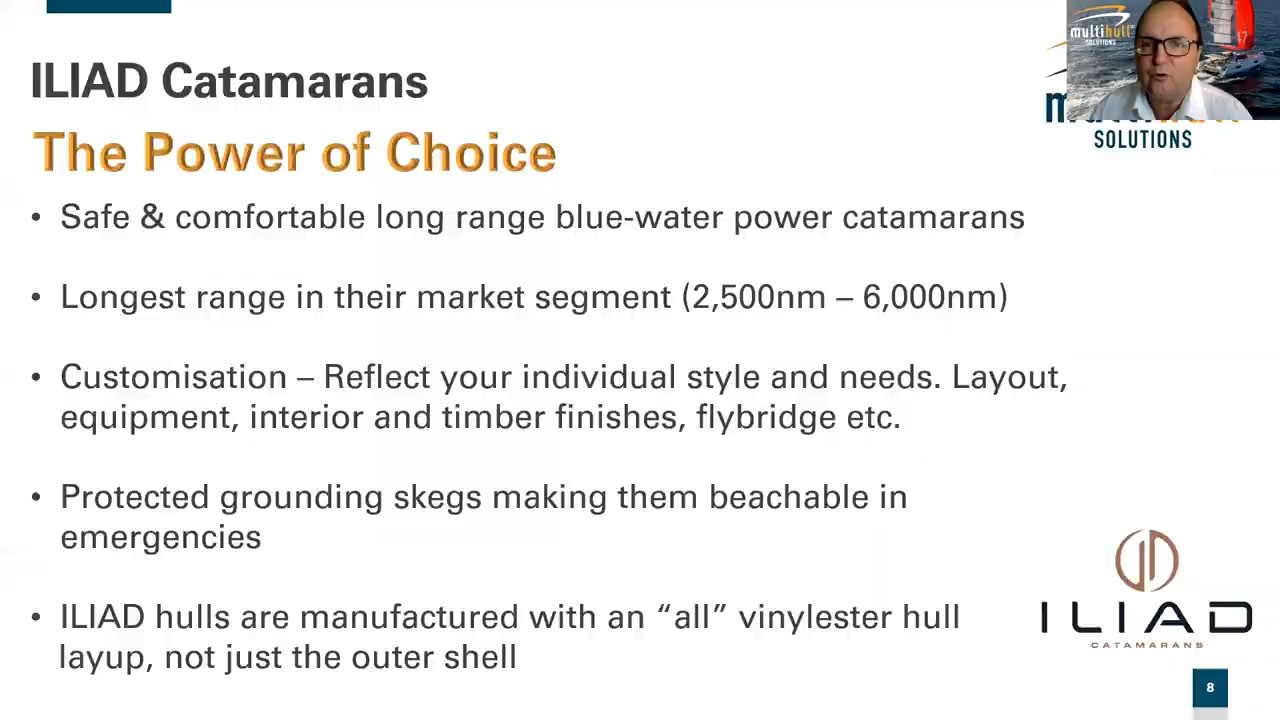 ILIAD Catamarans
The Power of Choice
multihull
SOLUTIONS
SOLUTIONS
• Safe & comfortable long range blue-water power catamarans
• Longest range in their market segment (2,500nm – 6,000nm)
• Customisation – Reflect your individual style and needs. Layout,
equipment, interior and timber finishes, flybridge etc.
• Protected grounding skegs making them beachable in
emergencies
• ILIAD hulls are manufactured with an “all” vinylester hull
layup, not just the outer shell
ILIAD
CATAMARANS
8